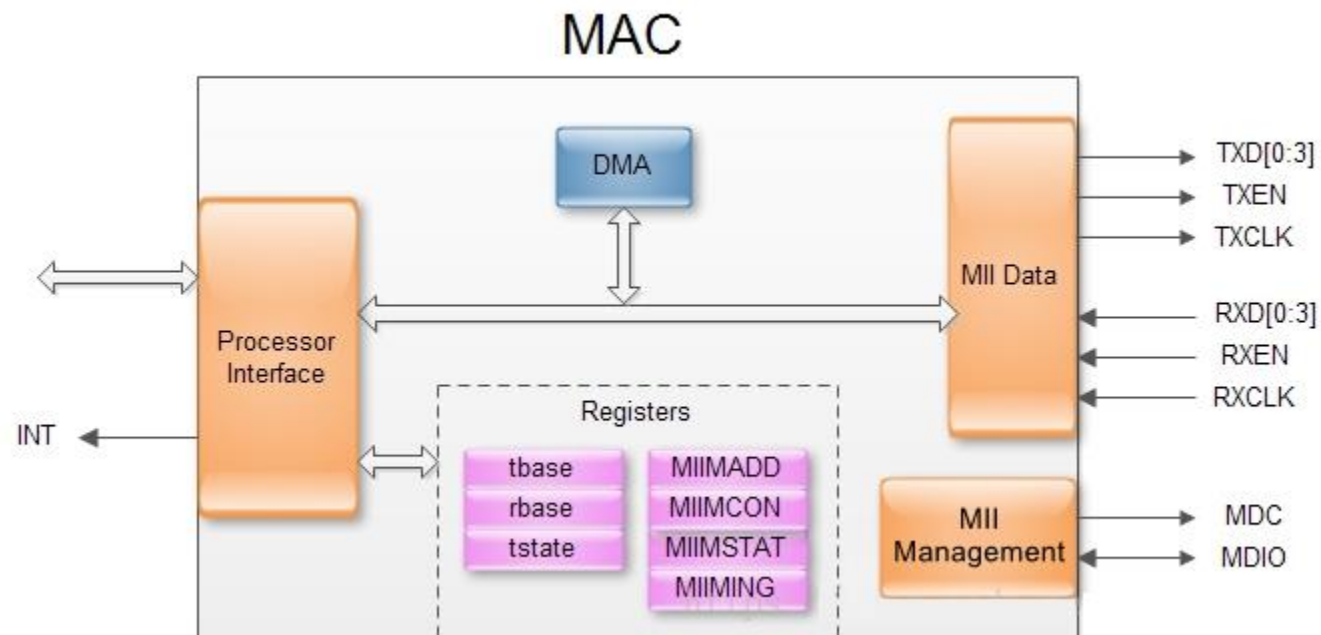 MAC
DMA
TXD[0:3]
TXEN
TXCLK
MII Data
RXD[0:3]
RXEN
RXCLK
Processor
Interface
INT
Registers
tbase
rbase
tstate
MIIMADD
MIIMCON
MIIMSTAT
MIIMING
MII
Management
MDC
MDIO